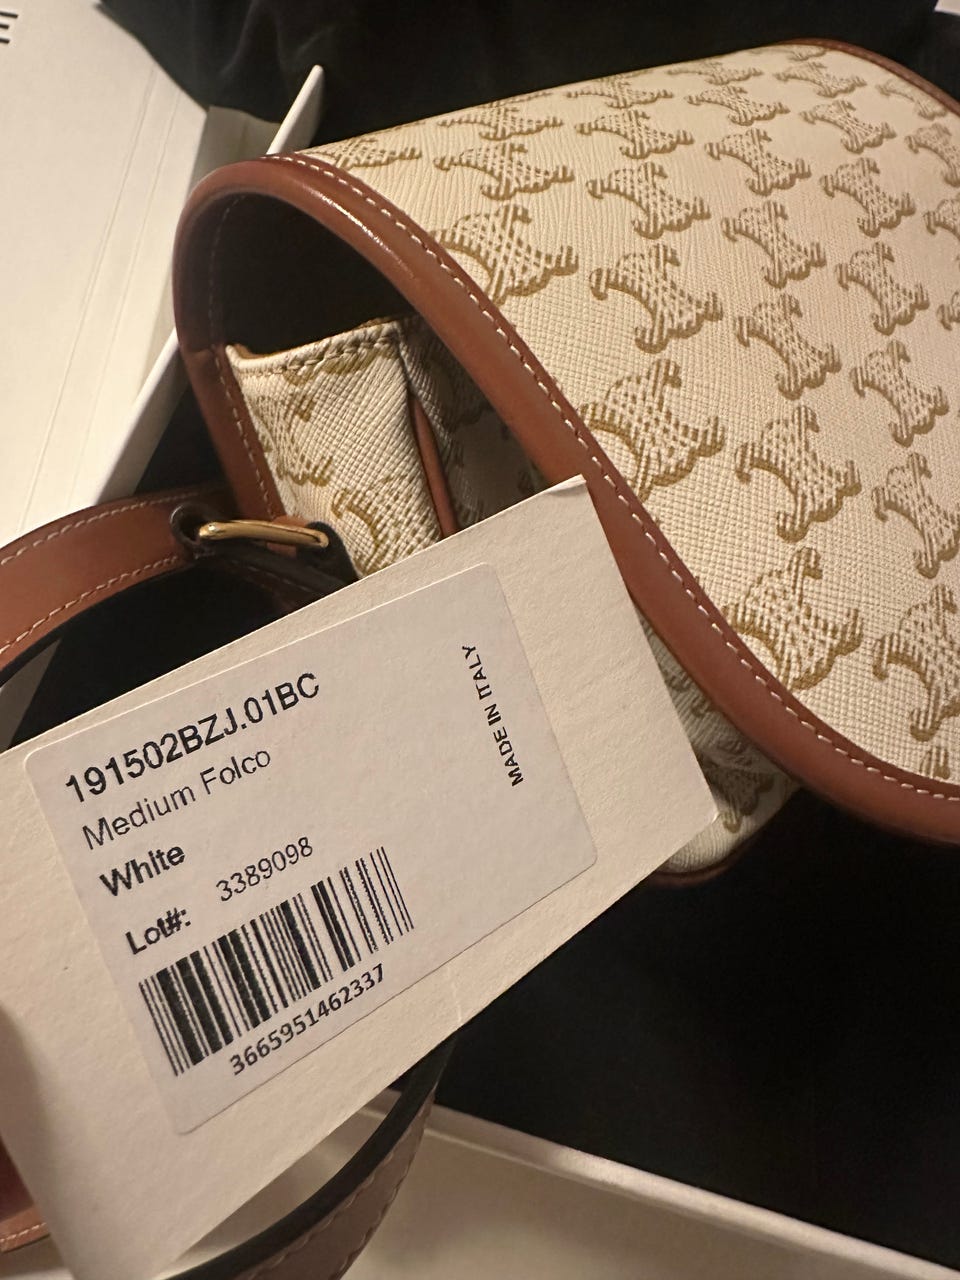 E
191502BZJ.01BC
Medium Folco
White
Lot#: 3389098
3665951462337
MADE IN ITALY